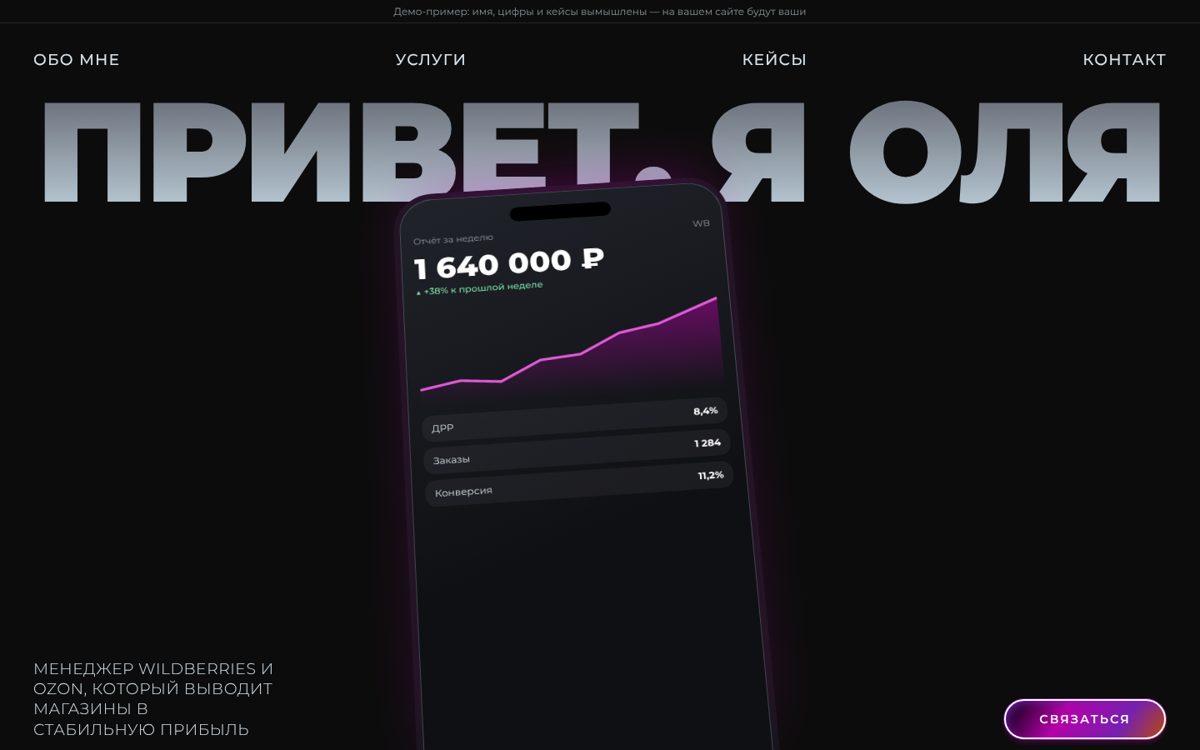 Демо-пример: имя, цифры и кейсы вымышлены — на вашем сайте будут ваши
ОБО МНЕ
УСЛУГИ
КЕЙСЫ
КОНТАКТ
ПРИВЕТ, Я ОЛЯ
Отчёт за неделю
WB
1 640 000 ₽
▲ +38% к прошлой неделе
ДРР
8,4%
Заказы
1 284
Конверсия
11,2%
МЕНЕДЖЕР WILDBERRIES И
OZON, КОТОРЫЙ ВЫВОДИТ
МАГАЗИНЫ В
СТАБИЛЬНУЮ ПРИБЫЛЬ
СВЯЗАТЬСЯ